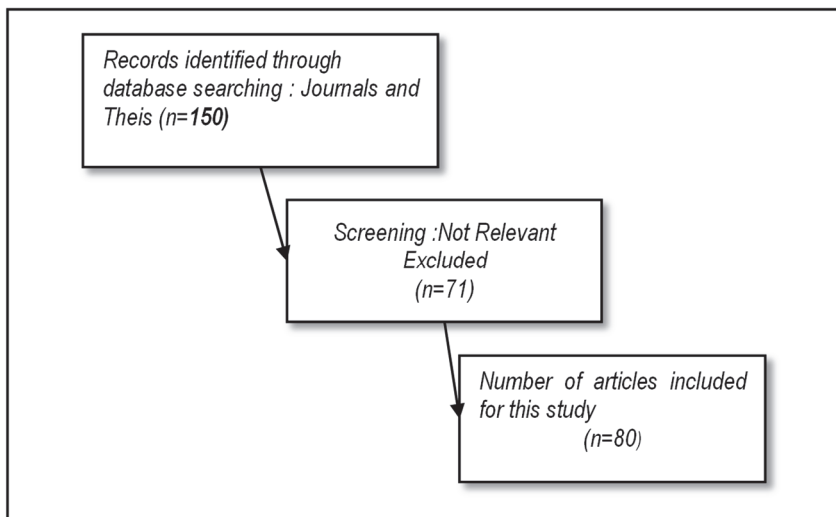 Records identified through
database searching : Journals and
Theis (n=150)
Screening :Not Relevant
Excluded
(n=71)
Number of articles included
for this study
(n=80)